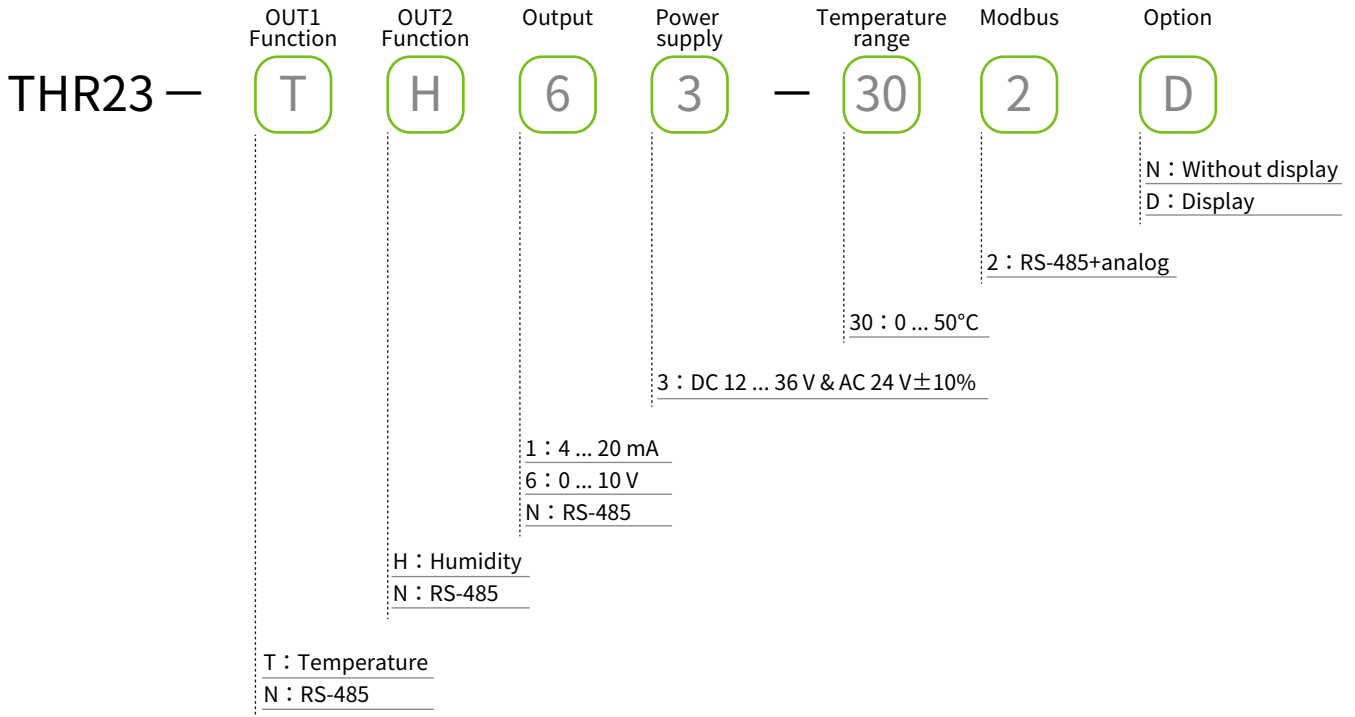 OUT1 Function
OUT2 Function
Output
Power supply
Temperature range
Modbus
Option
THR23 — T H 6 3 — 30 2 D
N：Without display
D：Display
2：RS-485+analog
30：0 ... 50°C
3：DC 12 ... 36 V & AC 24 V±10%
1：4 ... 20 mA
6：0 ... 10 V
N：RS-485
H：Humidity
N：RS-485
T：Temperature
N：RS-485